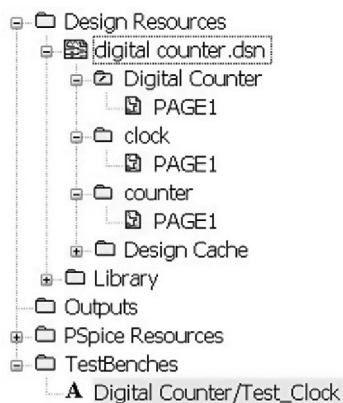 Design Resources
digital counter.dsn
Digital Counter
PAGE1
clock
PAGE1
counter
PAGE1
Design Cache
Library
Outputs
PSpice Resources
TestBenches
A Digital Counter/Test_Clock